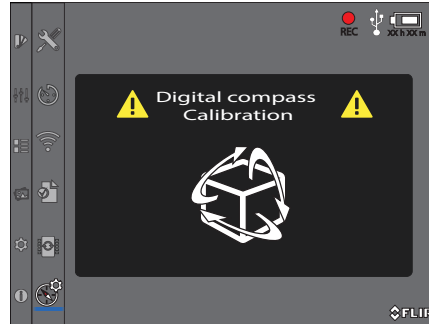 REC
XX h XX m
Digital compass
Calibration
FLIR